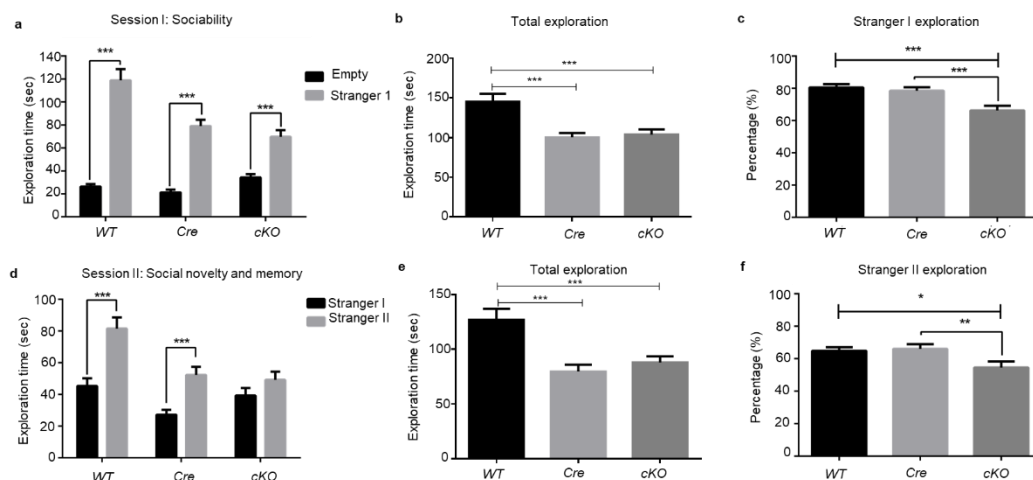 a
Session I: Sociability
Exploration time (sec)
140
120
100
80
60
40
20
0
***
***
***
Empty
Stranger 1
WT
Cre
cKO
b
Total exploration
Exploration time (sec)
200
150
100
50
0
***
***
WT
Cre
cKO
c
Stranger I exploration
Percentage (%)
100
80
60
40
20
0
***
***
WT
Cre
cKO
d
Session II: Social novelty and memory
Exploration time (sec)
100
80
60
40
20
0
***
***
Stranger I
Stranger II
WT
Cre
cKO
e
Total exploration
Exploration time (sec)
150
100
50
0
***
***
WT
Cre
cKO
f
Stranger II exploration
Percentage (%)
100
80
60
40
20
0
*
**
WT
Cre
cKO